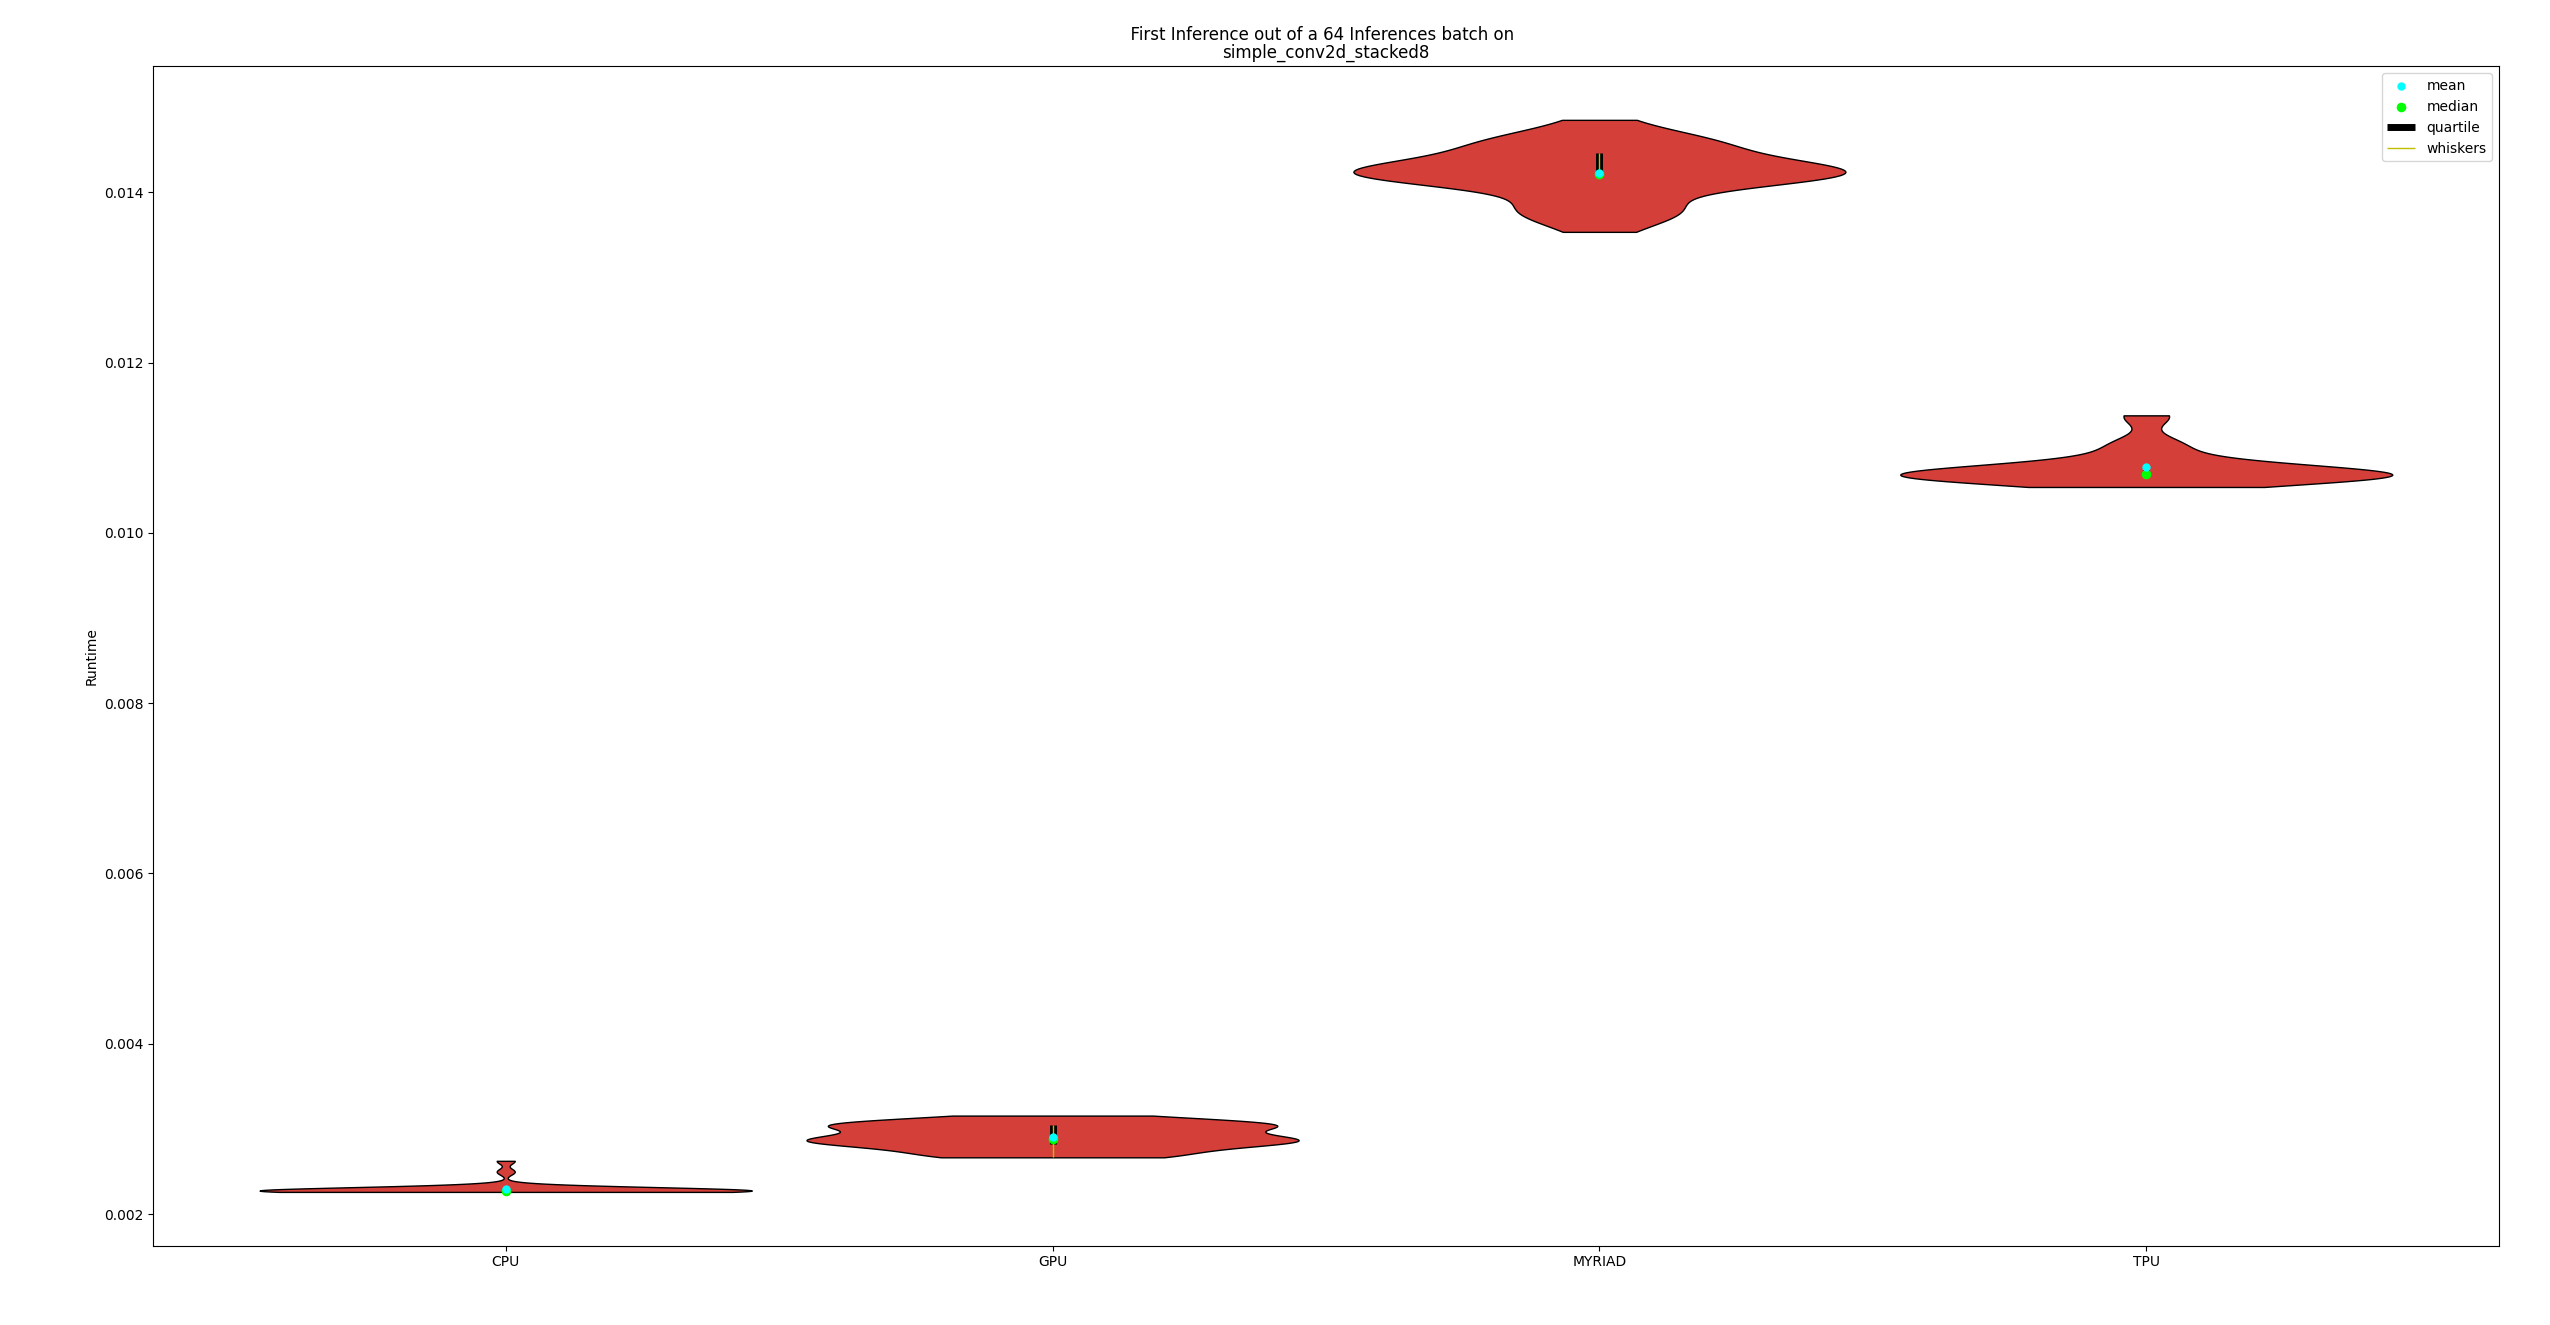 First Inference out of a 64 Inferences batch on
simple_conv2d_stacked8
mean
median
quartile
whiskers
0.014
0.012
0.010
0.008
0.006
0.004
0.002
Runtime
CPU
GPU
MYRIAD
TPU